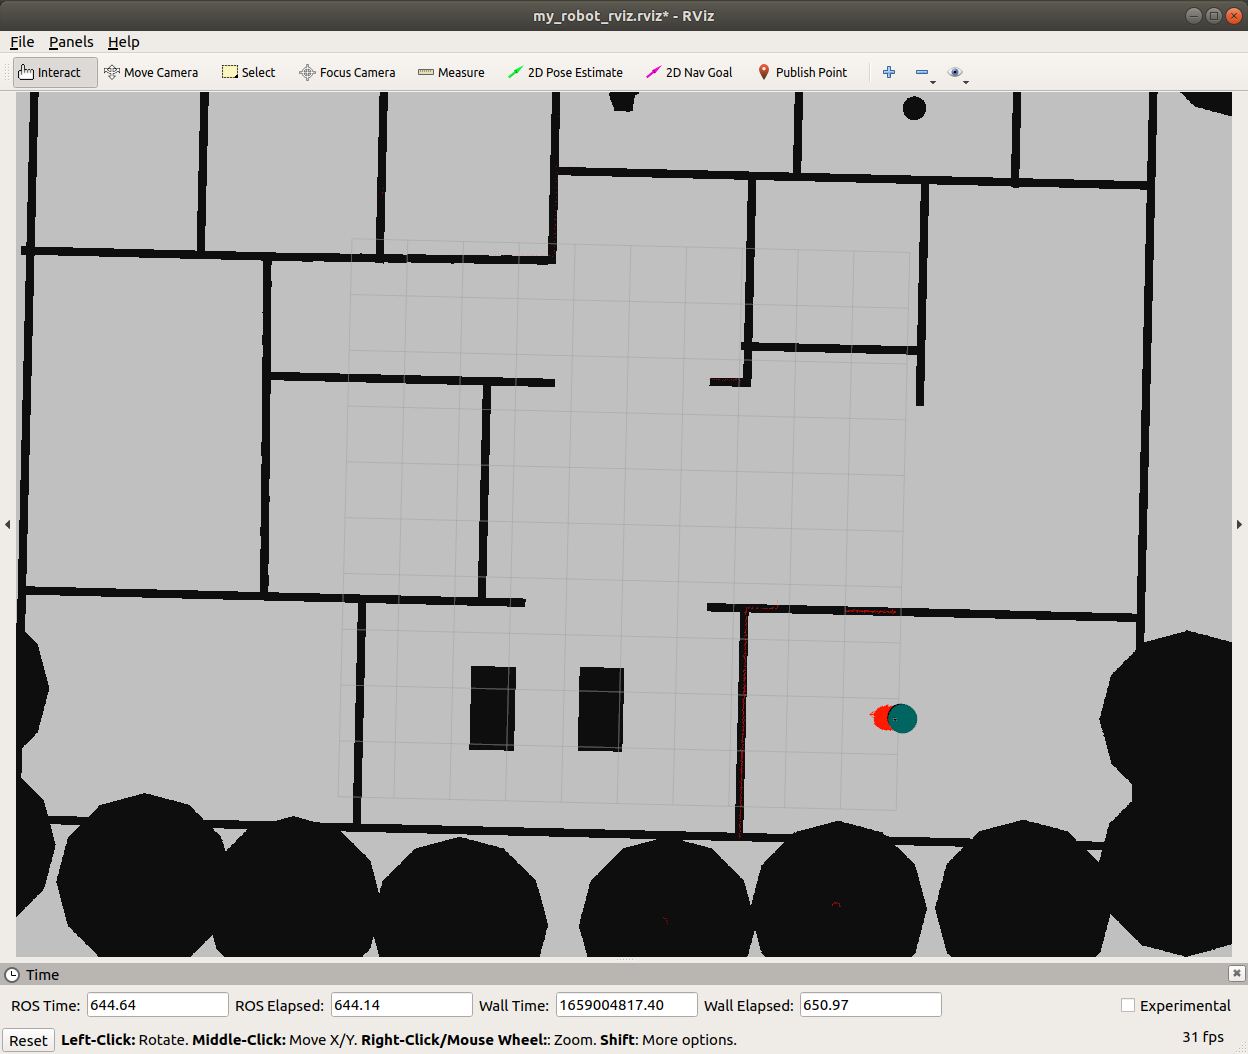 my_robot_rviz.rviz* - RViz
File Panels Help
Interact Move Camera Select Focus Camera Measure 2D Pose Estimate 2D Nav Goal Publish Point
Time
ROS Time: 644.64 ROS Elapsed: 644.14 Wall Time: 1659004817.40 Wall Elapsed: 650.97 Experimental
Reset Left-Click: Rotate. Middle-Click: Move X/Y. Right-Click/Mouse Wheel:: Zoom. Shift: More options. 31 fps